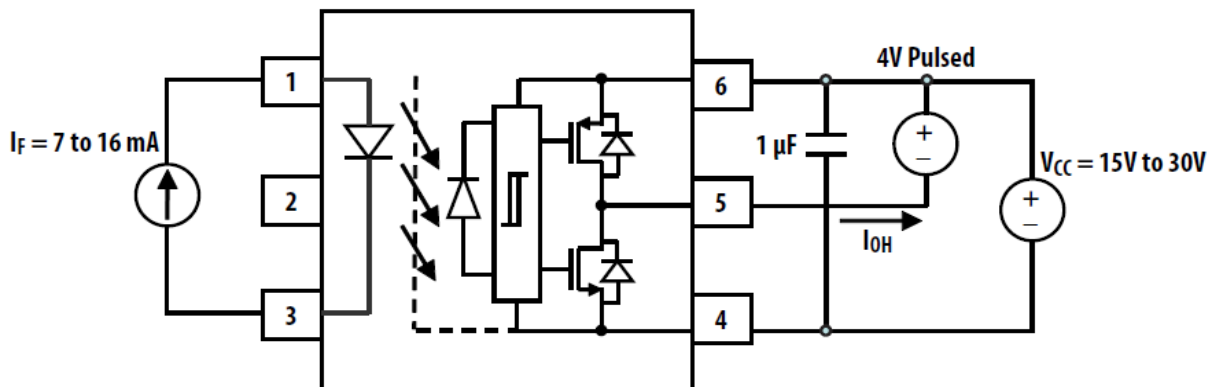 4V Pulsed
1
6
I_F = 7 to 16 mA
1 µF
V_CC = 15V to 30V
2
5
I_OH
3
4